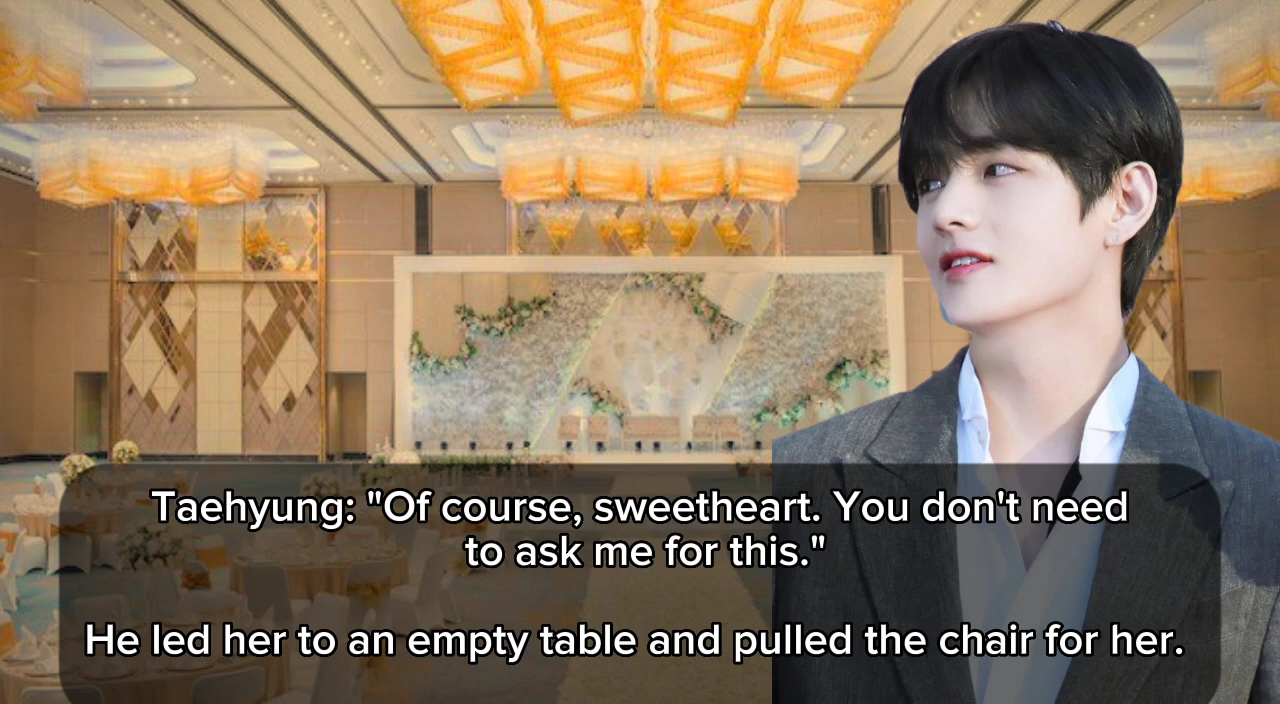 Taehyung: "Of course, sweetheart. You don't need
to ask me for this."
He led her to an empty table and pulled the chair for her.